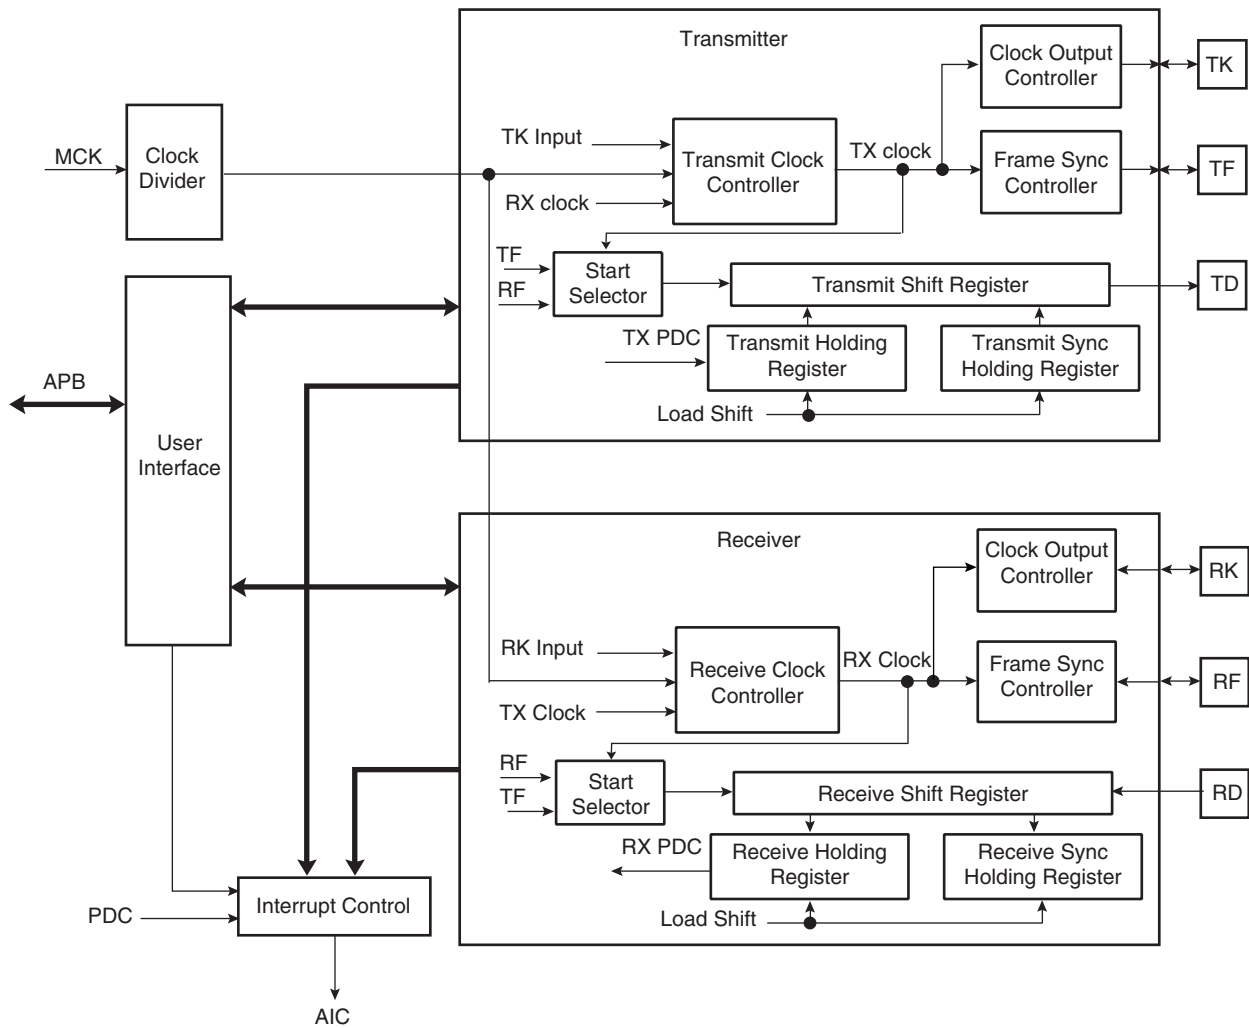 Transmitter
Clock Output
Controller
TK
MCK
Clock
Divider
TK Input
Transmit Clock
Controller
RX clock
TX clock
Frame Sync
Controller
TF
TF
RF
Start
Selector
Transmit Shift Register
TD
TX PDC
Transmit Holding
Register
Transmit Sync
Holding Register
Load Shift
APB
User
Interface
Receiver
Clock Output
Controller
RK
RK Input
Receive Clock
Controller
TX Clock
RX Clock
Frame Sync
Controller
RF
RF
TF
Start
Selector
Receive Shift Register
RD
RX PDC
Receive Holding
Register
Receive Sync
Holding Register
Load Shift
PDC
Interrupt Control
AIC